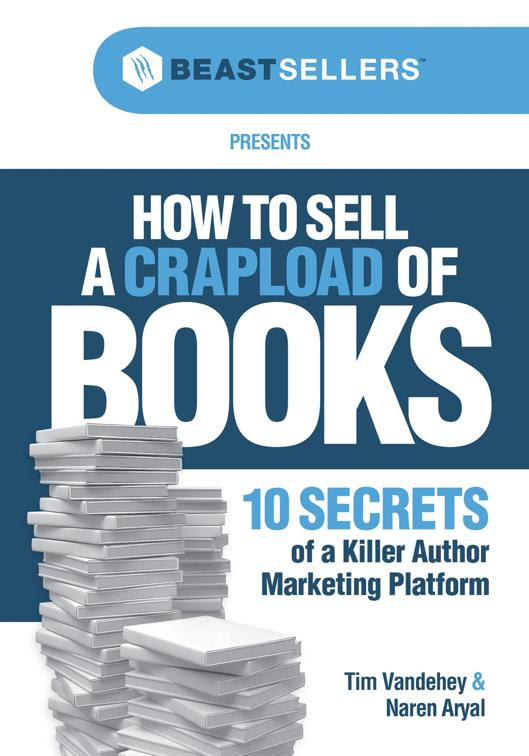 BEASTSELLERS™
PRESENTS
HOW TO SELL
A CRAPLOAD OF
BOOKS
10 SECRETS
of a Killer Author
Marketing Platform
Tim Vandehey &
Naren Aryal